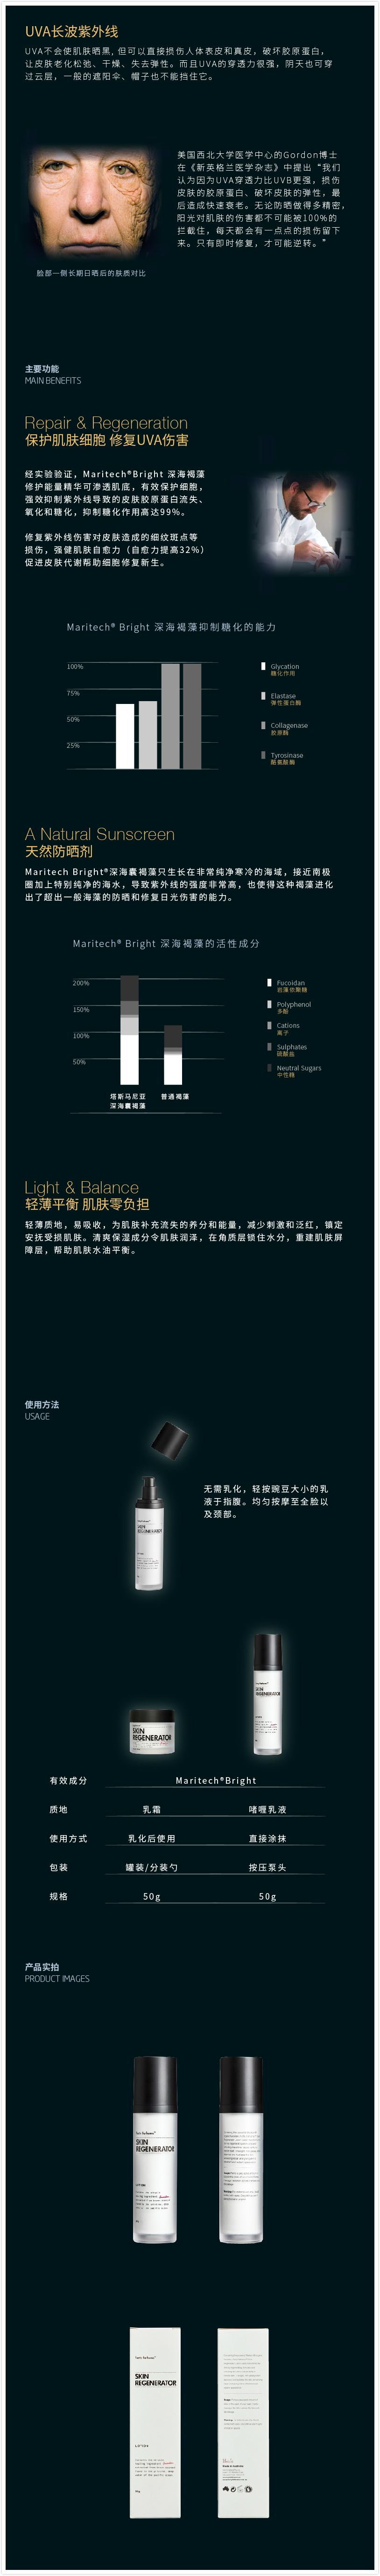 UVA长波紫外线
UVA不会使肌肤晒黑, 但可以直接损伤人体表皮和真皮，破坏胶原蛋白，
让皮肤老化松弛、干燥、失去弹性。而且UVA的穿透力很强，阴天也可穿
过云层，一般的遮阳伞、帽子也不能挡住它。
美国西北大学医学中心的Gordon博士
在《新英格兰医学杂志》中提出“我们
认为因为UVA穿透力比UVB更强，损伤
皮肤的胶原蛋白、破坏皮肤的弹性，最
后造成快速衰老。无论防晒做得多精密，
阳光对肌肤的伤害都不可能被100%的
拦截住，每天都会有一点点的损伤留下
来。只有即时修复，才可能逆转。”
脸部一侧长期日晒后的肤质对比
主要功能
MAIN BENEFITS
Repair & Regeneration
保护肌肤细胞 修复UVA伤害
经实验验证，Maritech®Bright 深海褐藻
修护能量精华可渗透肌底，有效保护细胞，
强效抑制紫外线导致的皮肤胶原蛋白流失、
氧化和糖化，抑制糖化作用高达99%。
修复紫外线伤害对皮肤造成的细纹斑点等
损伤，强健肌肤自愈力（自愈力提高32%）
促进皮肤代谢帮助细胞修复新生。
Maritech® Bright 深海褐藻抑制糖化的能力
100%
75%
50%
25%
Glycation
糖化作用
Elastase
弹性蛋白酶
Collagenase
胶原酶
Tyrosinase
酪氨酸酶
A Natural Sunscreen
天然防晒剂
Maritech Bright®深海囊褐藻只生长在非常纯净寒冷的海域，接近南极
圈加上特别纯净的海水，导致紫外线的强度非常高，也使得这种褐藻进化
出了超出一般海藻的防晒和修复日光伤害的能力。
Maritech® Bright 深海褐藻的活性成分
200%
150%
100%
50%
塔斯马尼亚
深海囊褐藻
普通褐藻
Fucoidan
岩藻依聚糖
Polyphenol
多酚
Cations
离子
Sulphates
硫酸盐
Neutral Sugars
中性糖
Light & Balance
轻薄平衡 肌肤零负担
轻薄质地，易吸收，为肌肤补充流失的养分和能量，减少刺激和泛红，镇定
安抚受损肌肤。清爽保湿成分令肌肤润泽，在角质层锁住水分，重建肌肤屏
障层，帮助肌肤水油平衡。
使用方法
USAGE
无需乳化，轻按豌豆大小的乳
液于指腹。均匀按摩至全脸以
及颈部。
SKIN
REGENERATOR
SKIN
REGENERATOR
SKIN
REGENERATOR
有效成分 Maritech®Bright
质地 乳霜 啫喱乳液
使用方式 乳化后使用 直接涂抹
包装 罐装/分装勺 按压泵头
规格 50g 50g
产品实拍
PRODUCT IMAGES
SKIN
REGENERATOR
LOTION
SKIN
REGENERATOR
LOTION